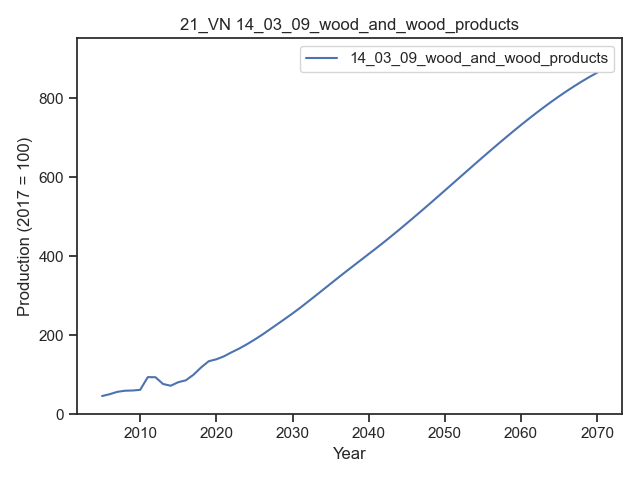 21_VN 14_03_09_wood_and_wood_products
14_03_09_wood_and_wood_products
Production (2017 = 100)
800
600
400
200
0
2010 2020 2030 2040 2050 2060 2070
Year